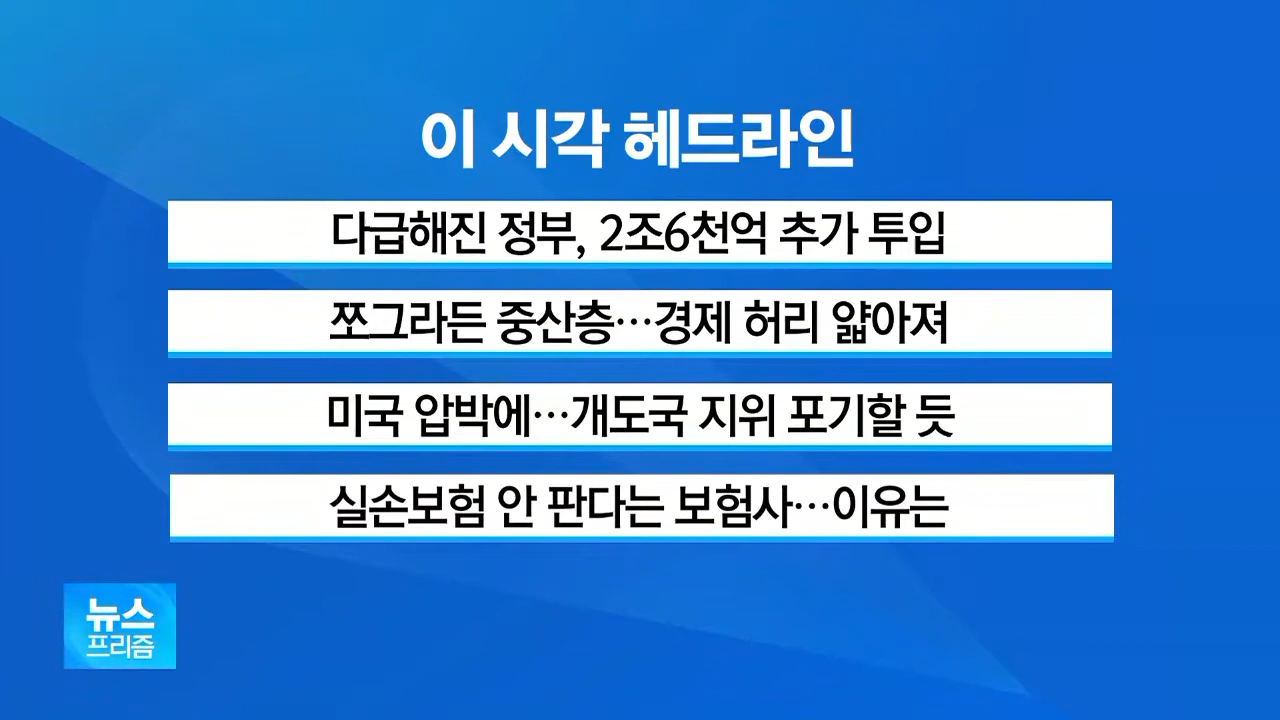 이 시각 헤드라인
다급해진 정부, 2조6천억 추가 투입
쪼그라든 중산층…경제 허리 얇아져
미국 압박에…개도국 지위 포기할 듯
실손보험 안 판다는 보험사…이유는
뉴스
프리즘